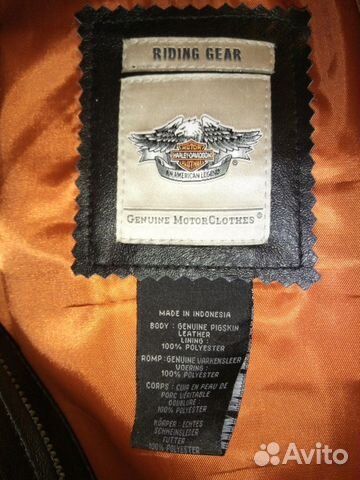 RIDING GEAR
MOTOR
HARLEY-DAVIDSON
CLOTHES
AN AMERICAN LEGEND
GENUINE MOTORCLOTHES®
MADE IN INDONESIA
BODY : GENUINE PIGSKIN
LEATHER
LINING :
100% POLYESTER
ROMP : GENUINE VARKENSLEER
VOERING :
100% POLYESTER
CORPS : CUIR EN PEAU DE
PORC VÉRITABLE
DOUBLURE :
100% POLYESTER
KÖRPER : ECHTES
SCHWEINSLEDER
FUTTER :
100% POLYESTER
Avito